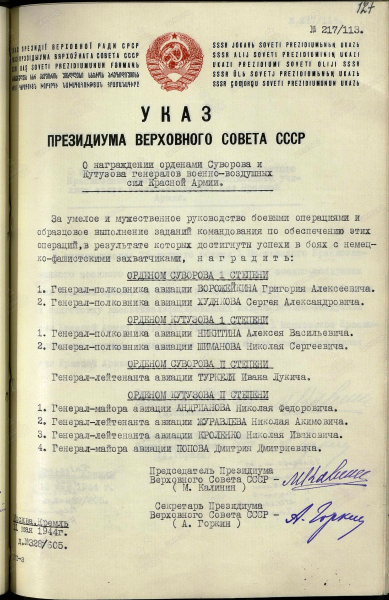 127
№ 217/113.
УКАЗ
ПРЕЗИДИУМА ВЕРХОВНОГО СОВЕТА СССР
О награждении орденами Суворова и
Кутузова генералов военно-воздушных
сил Красной Армии.
За умелое и мужественное руководство боевыми операциями и
образцовое выполнение заданий командования по обеспечению этих
операций, в результате которых достигнуты успехи в боях с немец-
ко-фашистскими захватчиками, наградить:
ОРДЕНОМ СУВОРОВА I СТЕПЕНИ
1. Генерал-полковника авиации ВОРОЖЕЙКИНА Григория Алексеевича.
2. Генерал-полковника авиации ХУДЯКОВА Сергея Александровича.
ОРДЕНОМ КУТУЗОВА I СТЕПЕНИ
1. Генерал-полковника авиации НИКИТИНА Алексея Васильевича.
2. Генерал-полковника авиации ШИМАНОВА Николая Сергеевича.
ОРДЕНОМ СУВОРОВА II СТЕПЕНИ
Генерал-лейтенанта авиации ТУРКЕЛЯ Ивана Лукича.
ОРДЕНОМ КУТУЗОВА II СТЕПЕНИ
1. Генерал-майора авиации АНДРИАНОВА Николая Федоровича.
2. Генерал-лейтенанта авиации ЖУРАВЛЕВА Николая Акимовича.
3. Генерал-лейтенанта авиации КРОЛЕНКО Николая Ивановича.
4. Генерал-майора авиации ПОПОВА Дмитрия Дмитриевича.
Председатель Президиума
Верховного Совета СССР -
(М. Калинин)
МКалинин
Секретарь Президиума
Верховного Совета СССР -
(А. Горкин)
А. Горкин
Кремль
мая 1944г.